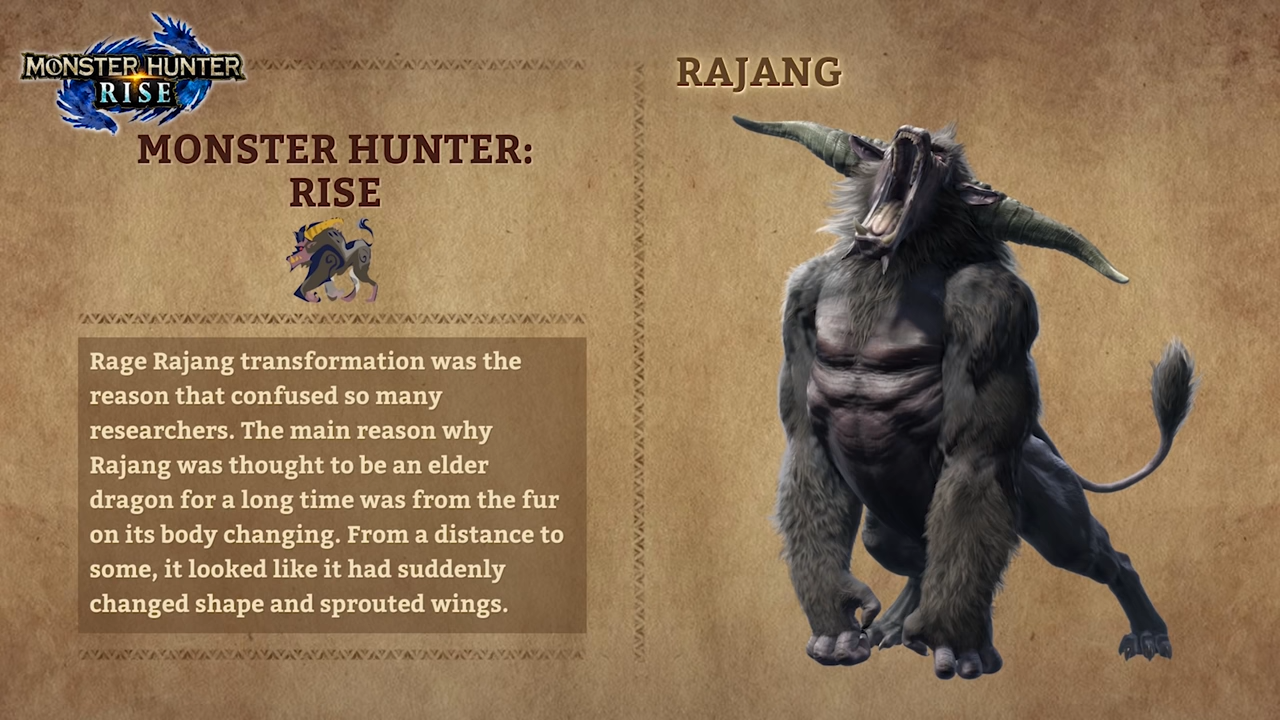 MONSTER HUNTER
RISE
MONSTER HUNTER:
RISE
Rage Rajang transformation was the
reason that confused so many
researchers. The main reason why
Rajang was thought to be an elder
dragon for a long time was from the fur
on its body changing. From a distance to
some, it looked like it had suddenly
changed shape and sprouted wings.
RAJANG